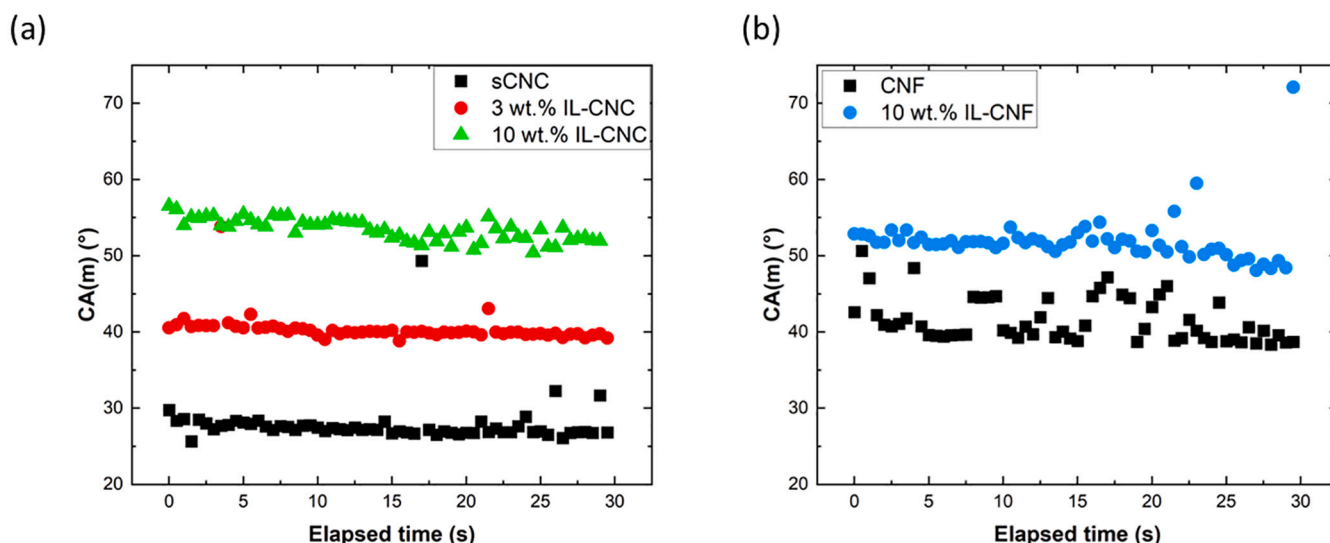 (a)
(b)
sCNC
3 wt.% IL-CNC
10 wt.% IL-CNC
CA(m) (°)
70
60
50
40
30
20
0 5 10 15 20 25 30
Elapsed time (s)
CNF
10 wt.% IL-CNF
CA(m) (°)
70
60
50
40
30
20
0 5 10 15 20 25 30
Elapsed time (s)